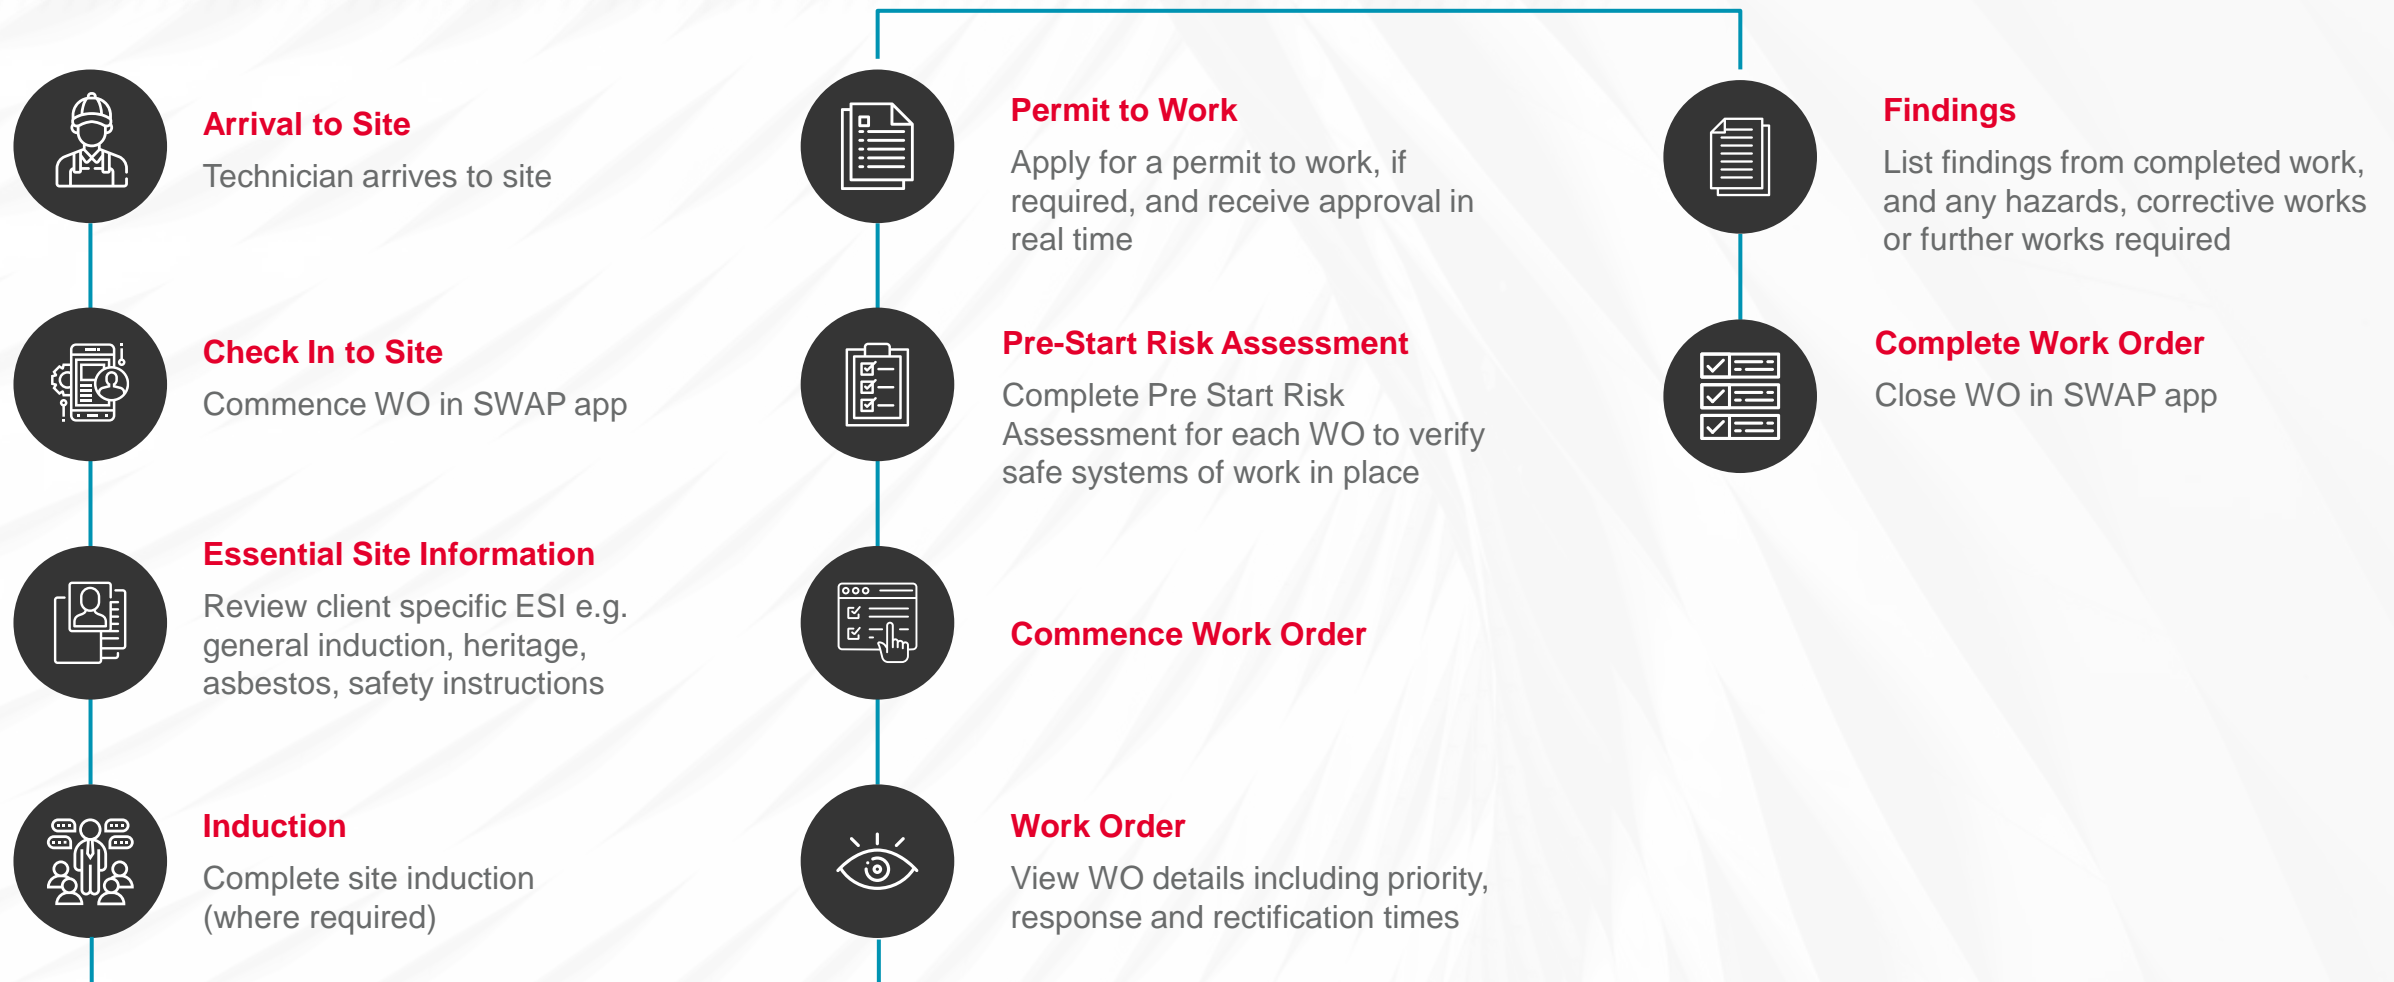 Arrival to Site
Technician arrives to site
Check In to Site
Commence WO in SWAP app
Essential Site Information
Review client specific ESI e.g.
general induction, heritage,
asbestos, safety instructions
Induction
Complete site induction
(where required)
Permit to Work
Apply for a permit to work, if
required, and receive approval in
real time
Pre-Start Risk Assessment
Complete Pre Start Risk
Assessment for each WO to verify
safe systems of work in place
Commence Work Order
Work Order
View WO details including priority,
response and rectification times
Findings
List findings from completed work,
and any hazards, corrective works
or further works required
Complete Work Order
Close WO in SWAP app